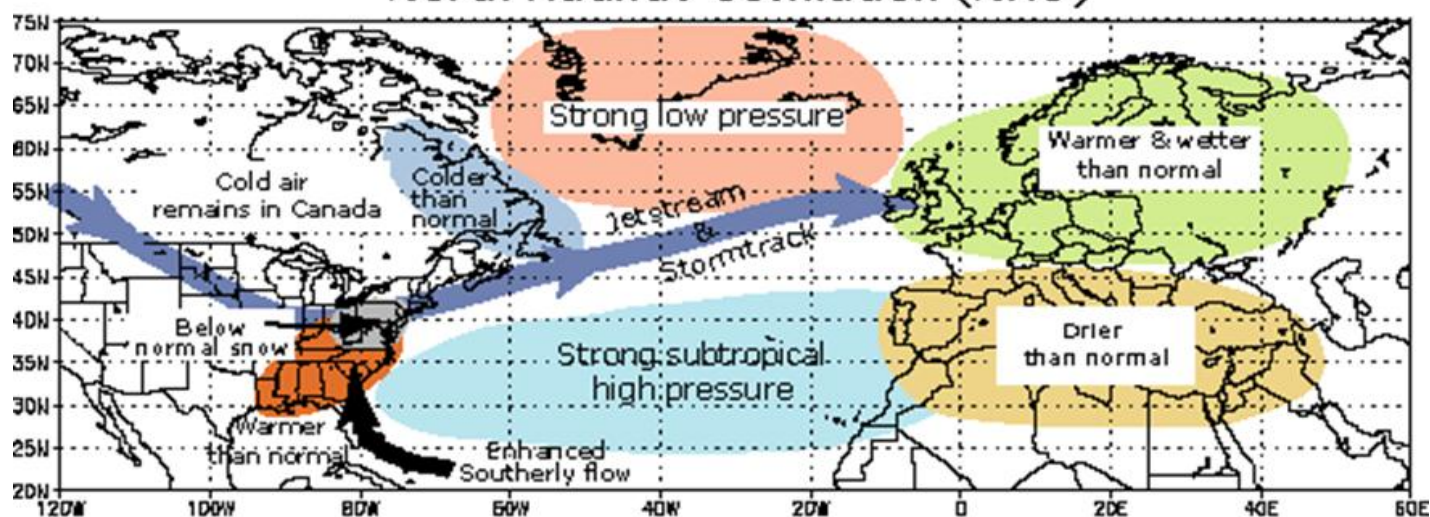 75N
70N
65N
60N
55N
50N
45N
40N
35N
30N
25N
20N
Strong low pressure
Warmer & wetter
than normal
Cold air
remains in Canada
Colder
than
normal
Jetstream
&
Stormtrack
Below
normal snow
Strong subtropical
high pressure
Drier
than normal
Warmer
than normal
Enhanced
Southerly flow
120W 100W 80W 60W 40W 20W 0 20E 40E 60E